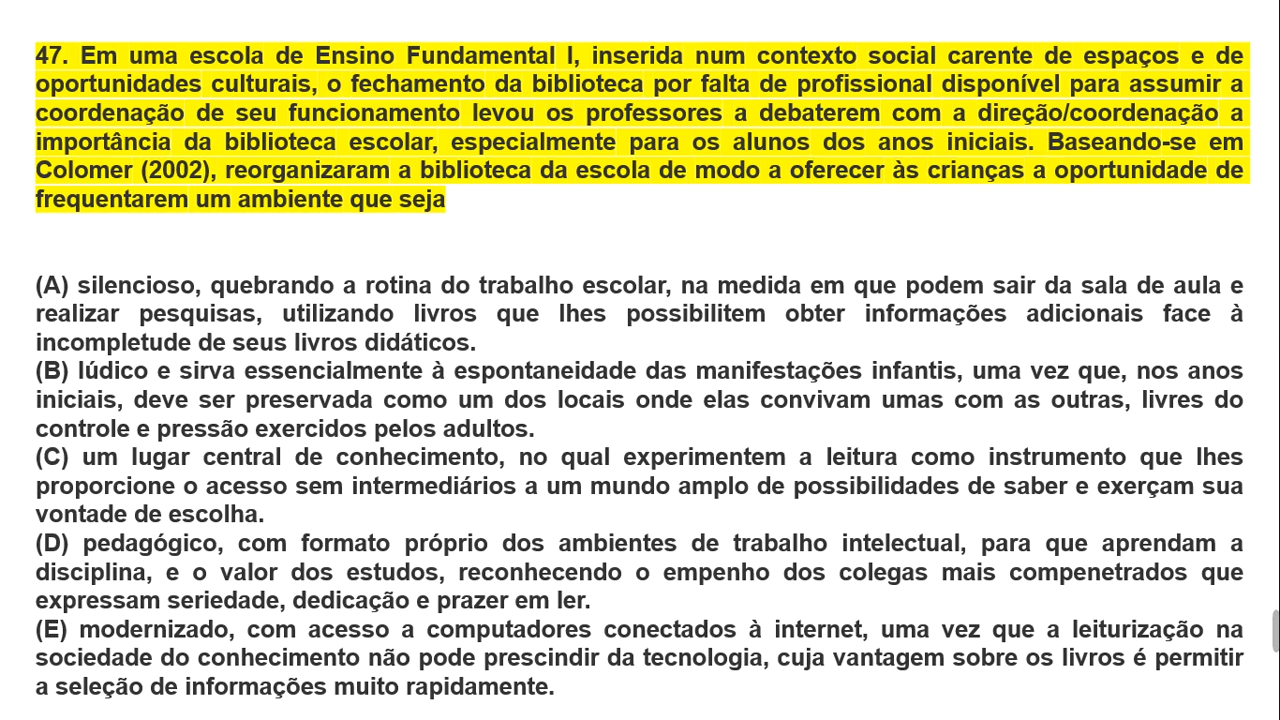 47. Em uma escola de Ensino Fundamental I, inserida num contexto social carente de espaços e de
oportunidades culturais, o fechamento da biblioteca por falta de profissional disponível para assumir a
coordenação de seu funcionamento levou os professores a debaterem com a direção/coordenação a
importância da biblioteca escolar, especialmente para os alunos dos anos iniciais. Baseando-se em
Colomer (2002), reorganizaram a biblioteca da escola de modo a oferecer às crianças a oportunidade de
frequentarem um ambiente que seja
(A) silencioso, quebrando a rotina do trabalho escolar, na medida em que podem sair da sala de aula e
realizar pesquisas, utilizando livros que lhes possibilitem obter informações adicionais face à
incompletude de seus livros didáticos.
(B) lúdico e sirva essencialmente à espontaneidade das manifestações infantis, uma vez que, nos anos
iniciais, deve ser preservada como um dos locais onde elas convivam umas com as outras, livres do
controle e pressão exercidos pelos adultos.
(C) um lugar central de conhecimento, no qual experimentem a leitura como instrumento que lhes
proporcione o acesso sem intermediários a um mundo amplo de possibilidades de saber e exerçam sua
vontade de escolha.
(D) pedagógico, com formato próprio dos ambientes de trabalho intelectual, para que aprendam a
disciplina, e o valor dos estudos, reconhecendo o empenho dos colegas mais compenetrados que
expressam seriedade, dedicação e prazer em ler.
(E) modernizado, com acesso a computadores conectados à internet, uma vez que a leiturização na
sociedade do conhecimento não pode prescindir da tecnologia, cuja vantagem sobre os livros é permitir
a seleção de informações muito rapidamente.